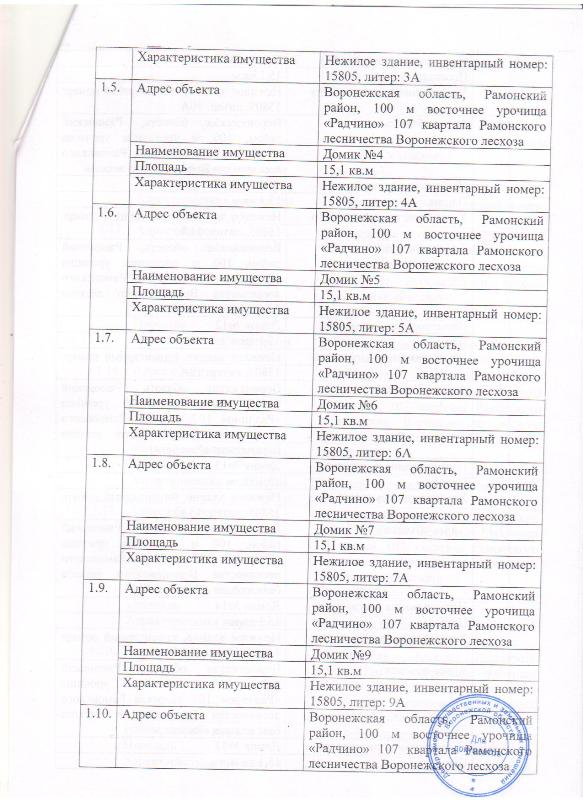 Характеристика имущества
Нежилое здание, инвентарный номер:
15805, литер: 3А
1.5.
Адрес объекта
Воронежская область, Рамонский
район, 100 м восточнее урочища
«Радчино» 107 квартала Рамонского
лесничества Воронежского лесхоза
Наименование имущества
Домик №4
Площадь
15,1 кв.м
Характеристика имущества
Нежилое здание, инвентарный номер:
15805, литер: 4А
1.6.
Адрес объекта
Воронежская область, Рамонский
район, 100 м восточнее урочища
«Радчино» 107 квартала Рамонского
лесничества Воронежского лесхоза
Наименование имущества
Домик №5
Площадь
15,1 кв.м
Характеристика имущества
Нежилое здание, инвентарный номер:
15805, литер: 5А
1.7.
Адрес объекта
Воронежская область, Рамонский
район, 100 м восточнее урочища
«Радчино» 107 квартала Рамонского
лесничества Воронежского лесхоза
Наименование имущества
Домик №6
Площадь
15,1 кв.м
Характеристика имущества
Нежилое здание, инвентарный номер:
15805, литер: 6А
1.8.
Адрес объекта
Воронежская область, Рамонский
район, 100 м восточнее урочища
«Радчино» 107 квартала Рамонского
лесничества Воронежского лесхоза
Наименование имущества
Домик №7
Площадь
15,1 кв.м
Характеристика имущества
Нежилое здание, инвентарный номер:
15805, литер: 7А
1.9.
Адрес объекта
Воронежская область, Рамонский
район, 100 м восточнее урочища
«Радчино» 107 квартала Рамонского
лесничества Воронежского лесхоза
Наименование имущества
Домик №9
Площадь
15,1 кв.м
Характеристика имущества
Нежилое здание, инвентарный номер:
15805, литер: 9А
1.10.
Адрес объекта
Воронежская область, Рамонский
район, 100 м восточнее урочища
«Радчино» 107 квартала Рамонского
лесничества Воронежского лесхоза
Для